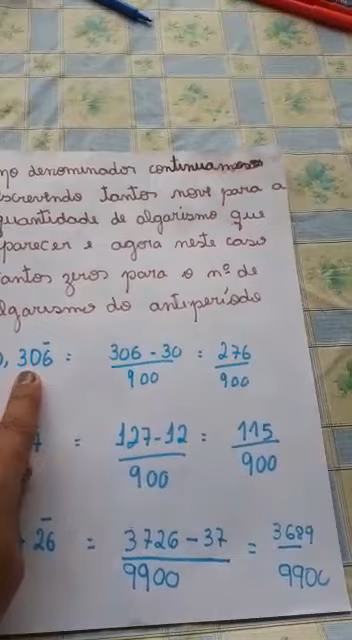 no denominador continuamos
escrevendo tantos nove para a
quantidade de algarismo que
aparecer e agora neste caso
tantos zeros para o nº de
algarismo do antiperíodo
0,306̅ = 306 - 30 / 900 = 276 / 900
7 = 127 - 12 / 900 = 115 / 900
26̅ = 3726 - 37 / 9900 = 3689 / 9900